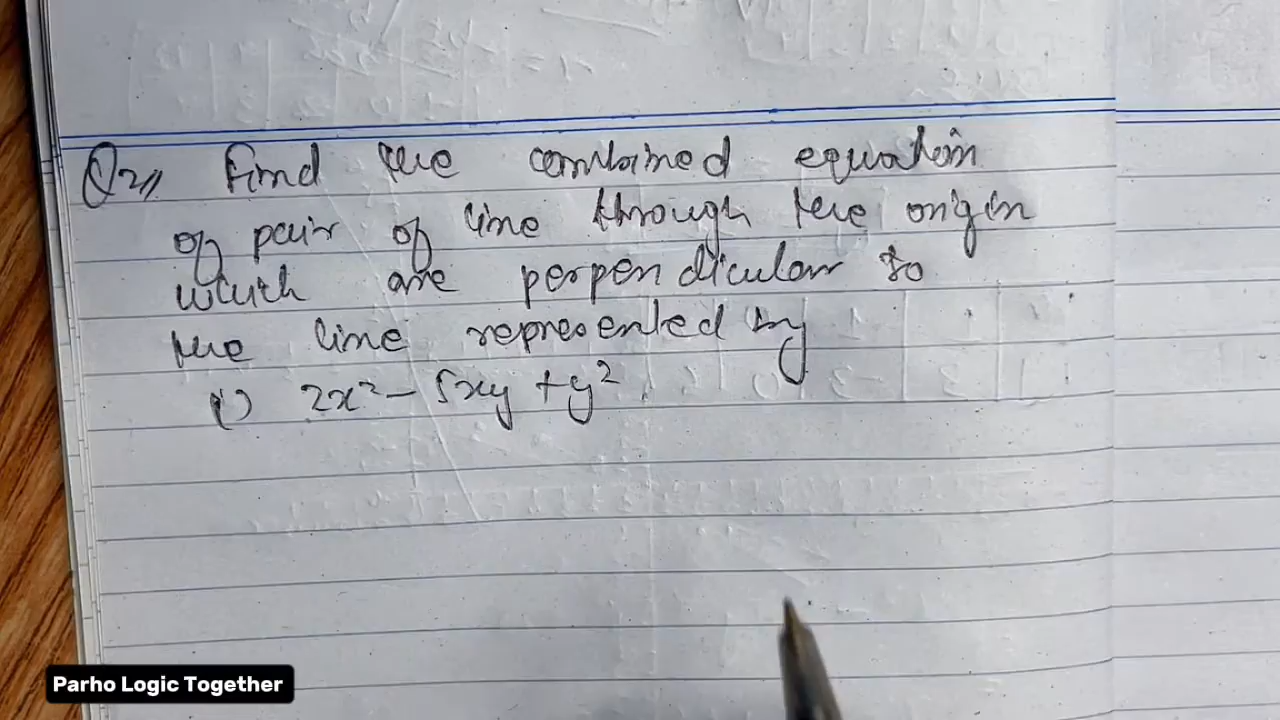 Q2// Find the combined equation
of pair of line through the origin
which are perpendicular to
the line represented by
(i) 2x² - 5xy + y²
Parho Logic Together